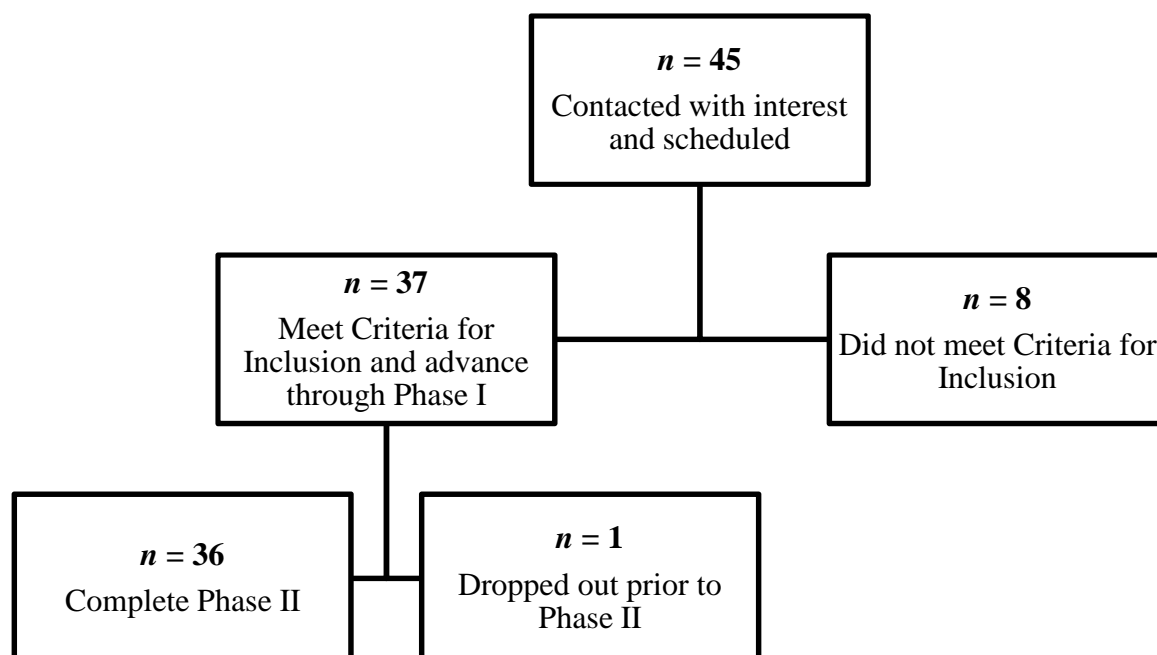 n = 45
Contacted with interest
and scheduled
n = 37
Meet Criteria for
Inclusion and advance
through Phase I
n = 8
Did not meet Criteria for
Inclusion
n = 36
Complete Phase II
n = 1
Dropped out prior to
Phase II